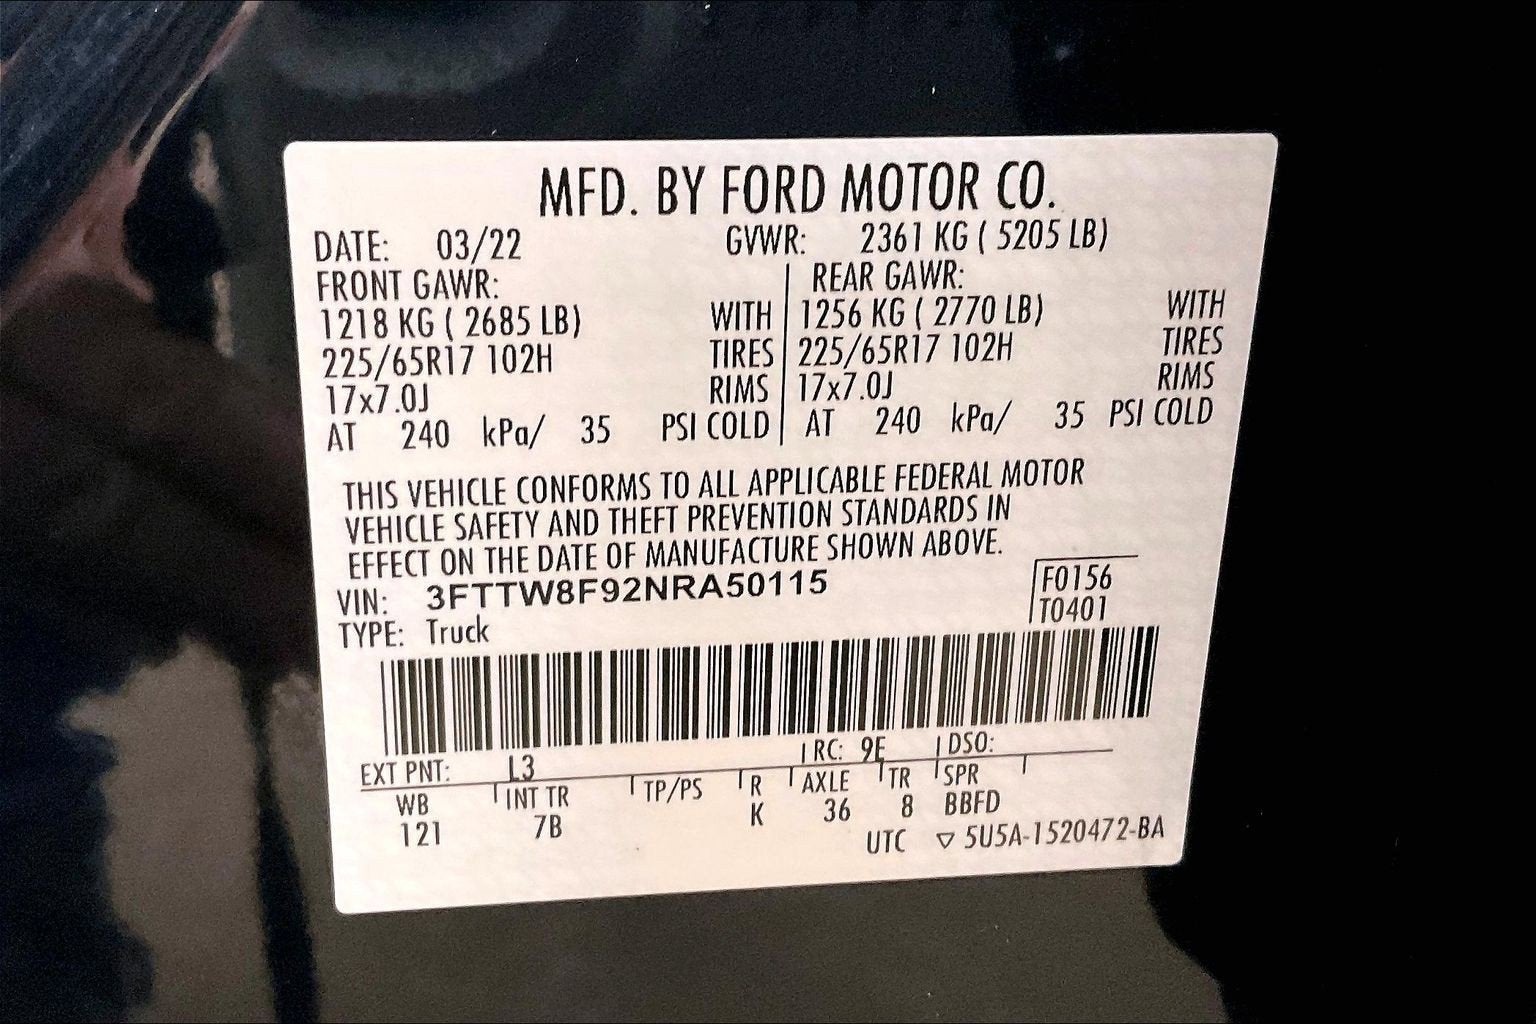 MFD. BY FORD MOTOR CO.
DATE: 03/22 GVWR: 2361 KG ( 5205 LB)
FRONT GAWR: REAR GAWR:
1218 KG ( 2685 LB) WITH 1256 KG ( 2770 LB) WITH
225/65R17 102H TIRES 225/65R17 102H TIRES
17x7.0J RIMS 17x7.0J RIMS
AT 240 kPa/ 35 PSI COLD AT 240 kPa/ 35 PSI COLD
THIS VEHICLE CONFORMS TO ALL APPLICABLE FEDERAL MOTOR
VEHICLE SAFETY AND THEFT PREVENTION STANDARDS IN
EFFECT ON THE DATE OF MANUFACTURE SHOWN ABOVE.
VIN: 3FTTW8F92NRA50115 F0156
TYPE: Truck T0401
EXT PNT: L3 RC: 9E DSO:
WB INT TR TP/PS R AXLE TR SPR
121 7B K 36 8 BBFD
UTC ▽ 5U5A-1520472-BA